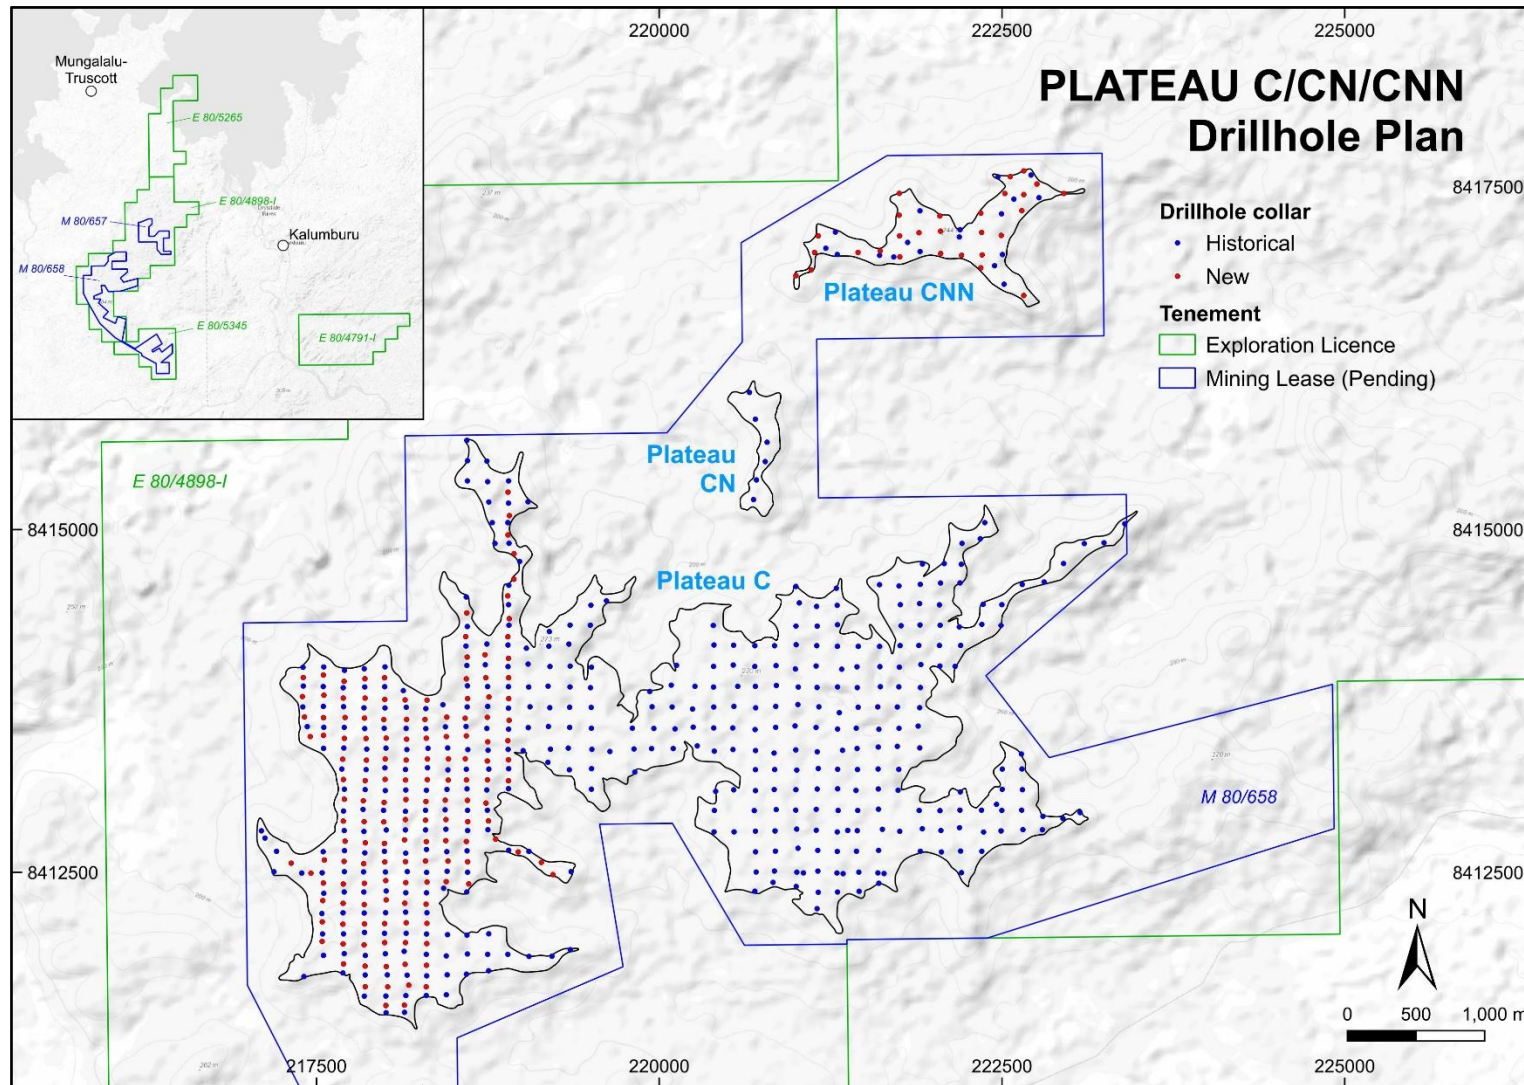 220000
222500
225000
PLATEAU C/CN/CNN
Drillhole Plan
Mungalalu-
Truscott
E 80/5265
E 80/4898-I
M 80/657
Kalumburu
M 80/658
E 80/5345
E 80/4791-I
8417500
Drillhole collar
Historical
New
Tenement
Exploration Licence
Mining Lease (Pending)
Plateau CNN
Plateau
CN
E 80/4898-I
8415000
8415000
Plateau C
M 80/658
8412500
8412500
N
0 500 1,000 m
217500
220000
222500
225000